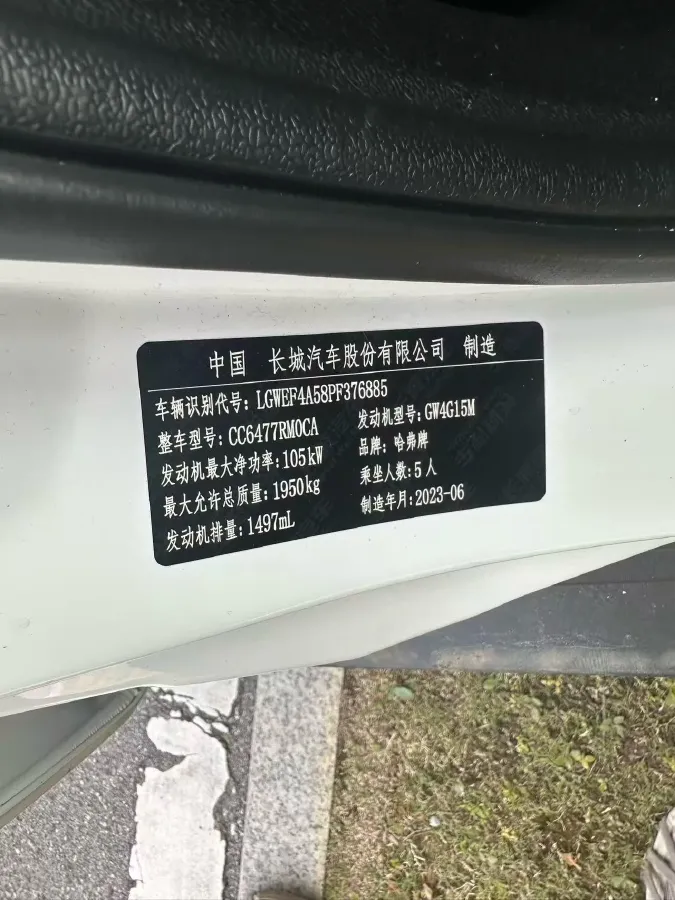 中国 长城汽车股份有限公司 制造
车辆识别代号: LGWEF4A58PF376885
整车型号: CC6477RM0CA 发动机型号: GW4G15M
发动机最大净功率: 105kW 品牌: 哈弗牌
最大允许总质量: 1950kg 乘坐人数: 5 人
发动机排量: 1497mL 制造年月: 2023-06